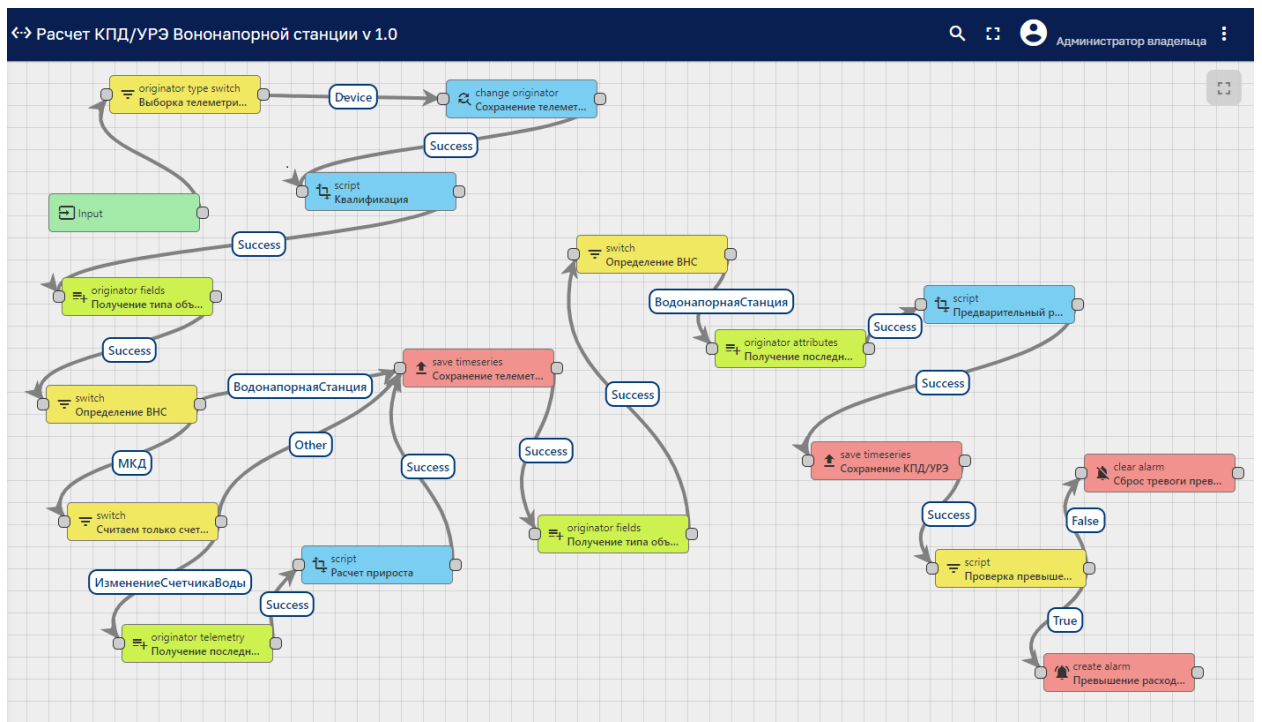 Расчет КПД/УРЭ Вононапорной станции v 1.0
Администратор владельца
originator type switch
Выборка телеметри...
Device
change originator
Сохранение телемет...
Success
script
Квалификация
Input
Success
originator fields
Получение типа объ...
Success
switch
Определение ВНС
ВодонапорнаяСтанция
МКД
switch
Считаем только счет...
Other
ИзменениеСчетчикаВоды
originator telemetry
Получение последн...
Success
script
Расчет прироста
Success
save timeseries
Сохранение телемет...
Success
originator fields
Получение типа объ...
Success
switch
Определение ВНС
ВодонапорнаяСтанция
originator attributes
Получение последн...
Success
script
Предварительный р...
Success
save timeseries
Сохранение КПД/УРЭ
Success
script
Проверка превыше...
False
clear alarm
Сброс тревоги прев...
True
create alarm
Превышение расход...